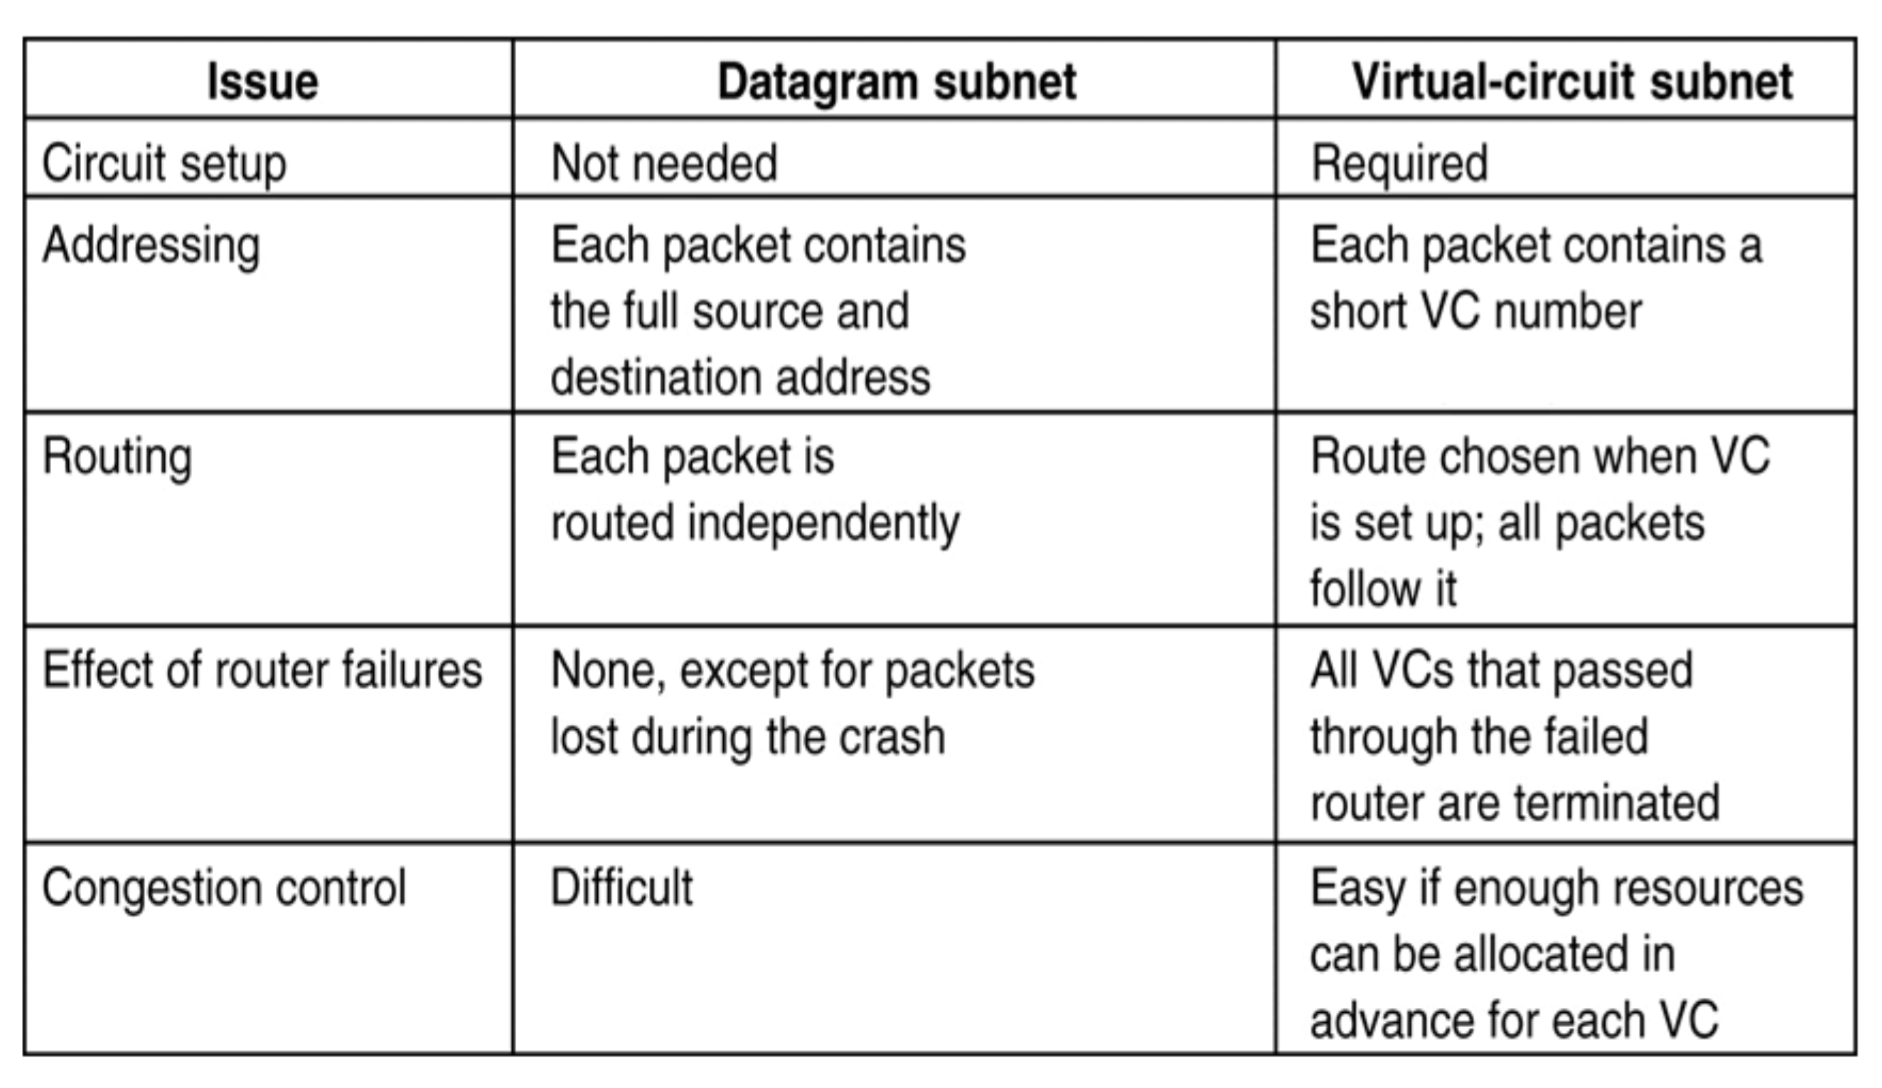 Issue
Datagram subnet
Virtual-circuit subnet
Circuit setup
Not needed
Required
Addressing
Each packet contains
the full source and
destination address
Each packet contains a
short VC number
Routing
Each packet is
routed independently
Route chosen when VC
is set up; all packets
follow it
Effect of router failures
None, except for packets
lost during the crash
All VCs that passed
through the failed
router are terminated
Congestion control
Difficult
Easy if enough resources
can be allocated in
advance for each VC